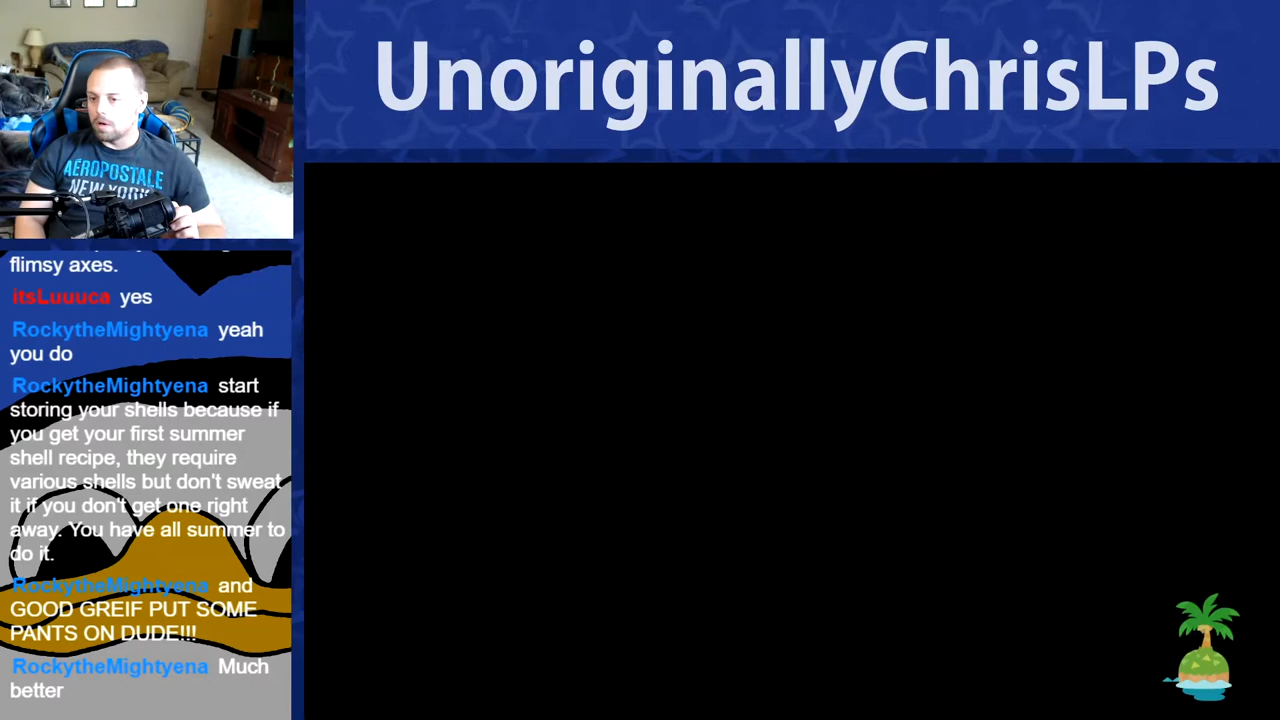 UnoriginallyChrisLPs
AÉROPOSTALE
NEW YORK
flimsy axes.
itsLuuuca yes
RockytheMightyena yeah
you do
RockytheMightyena start
storing your shells because if
you get your first summer
shell recipe, they require
various shells but don't sweat
it if you don't get one right
away. You have all summer to
do it.
RockytheMightyena and
GOOD GREIF PUT SOME
PANTS ON DUDE!!!
RockytheMightyena Much
better